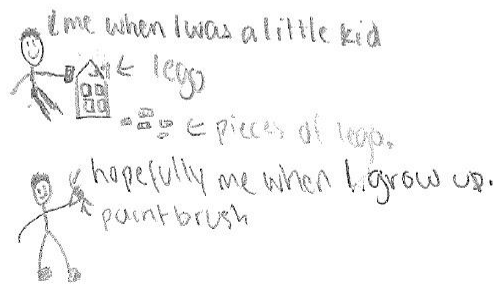 me when I was a little kid
lego
pieces of lego.
hopefully me when I grow up.
paintbrush